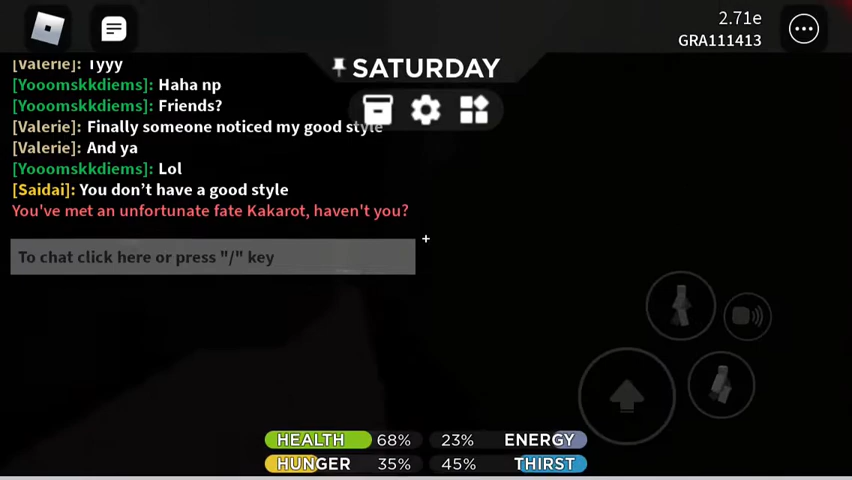 2.71e
GRA111413
SATURDAY
[Valerie]: Tyyy
[Yooomskkdiems]: Haha np
[Yooomskkdiems]: Friends?
[Valerie]: Finally someone noticed my good style
[Valerie]: And ya
[Yooomskkdiems]: Lol
[Saidai]: You don’t have a good style
You've met an unfortunate fate Kakarot, haven't you?
To chat click here or press "/" key
HEALTH 68% 23% ENERGY
HUNGER 35% 45% THIRST